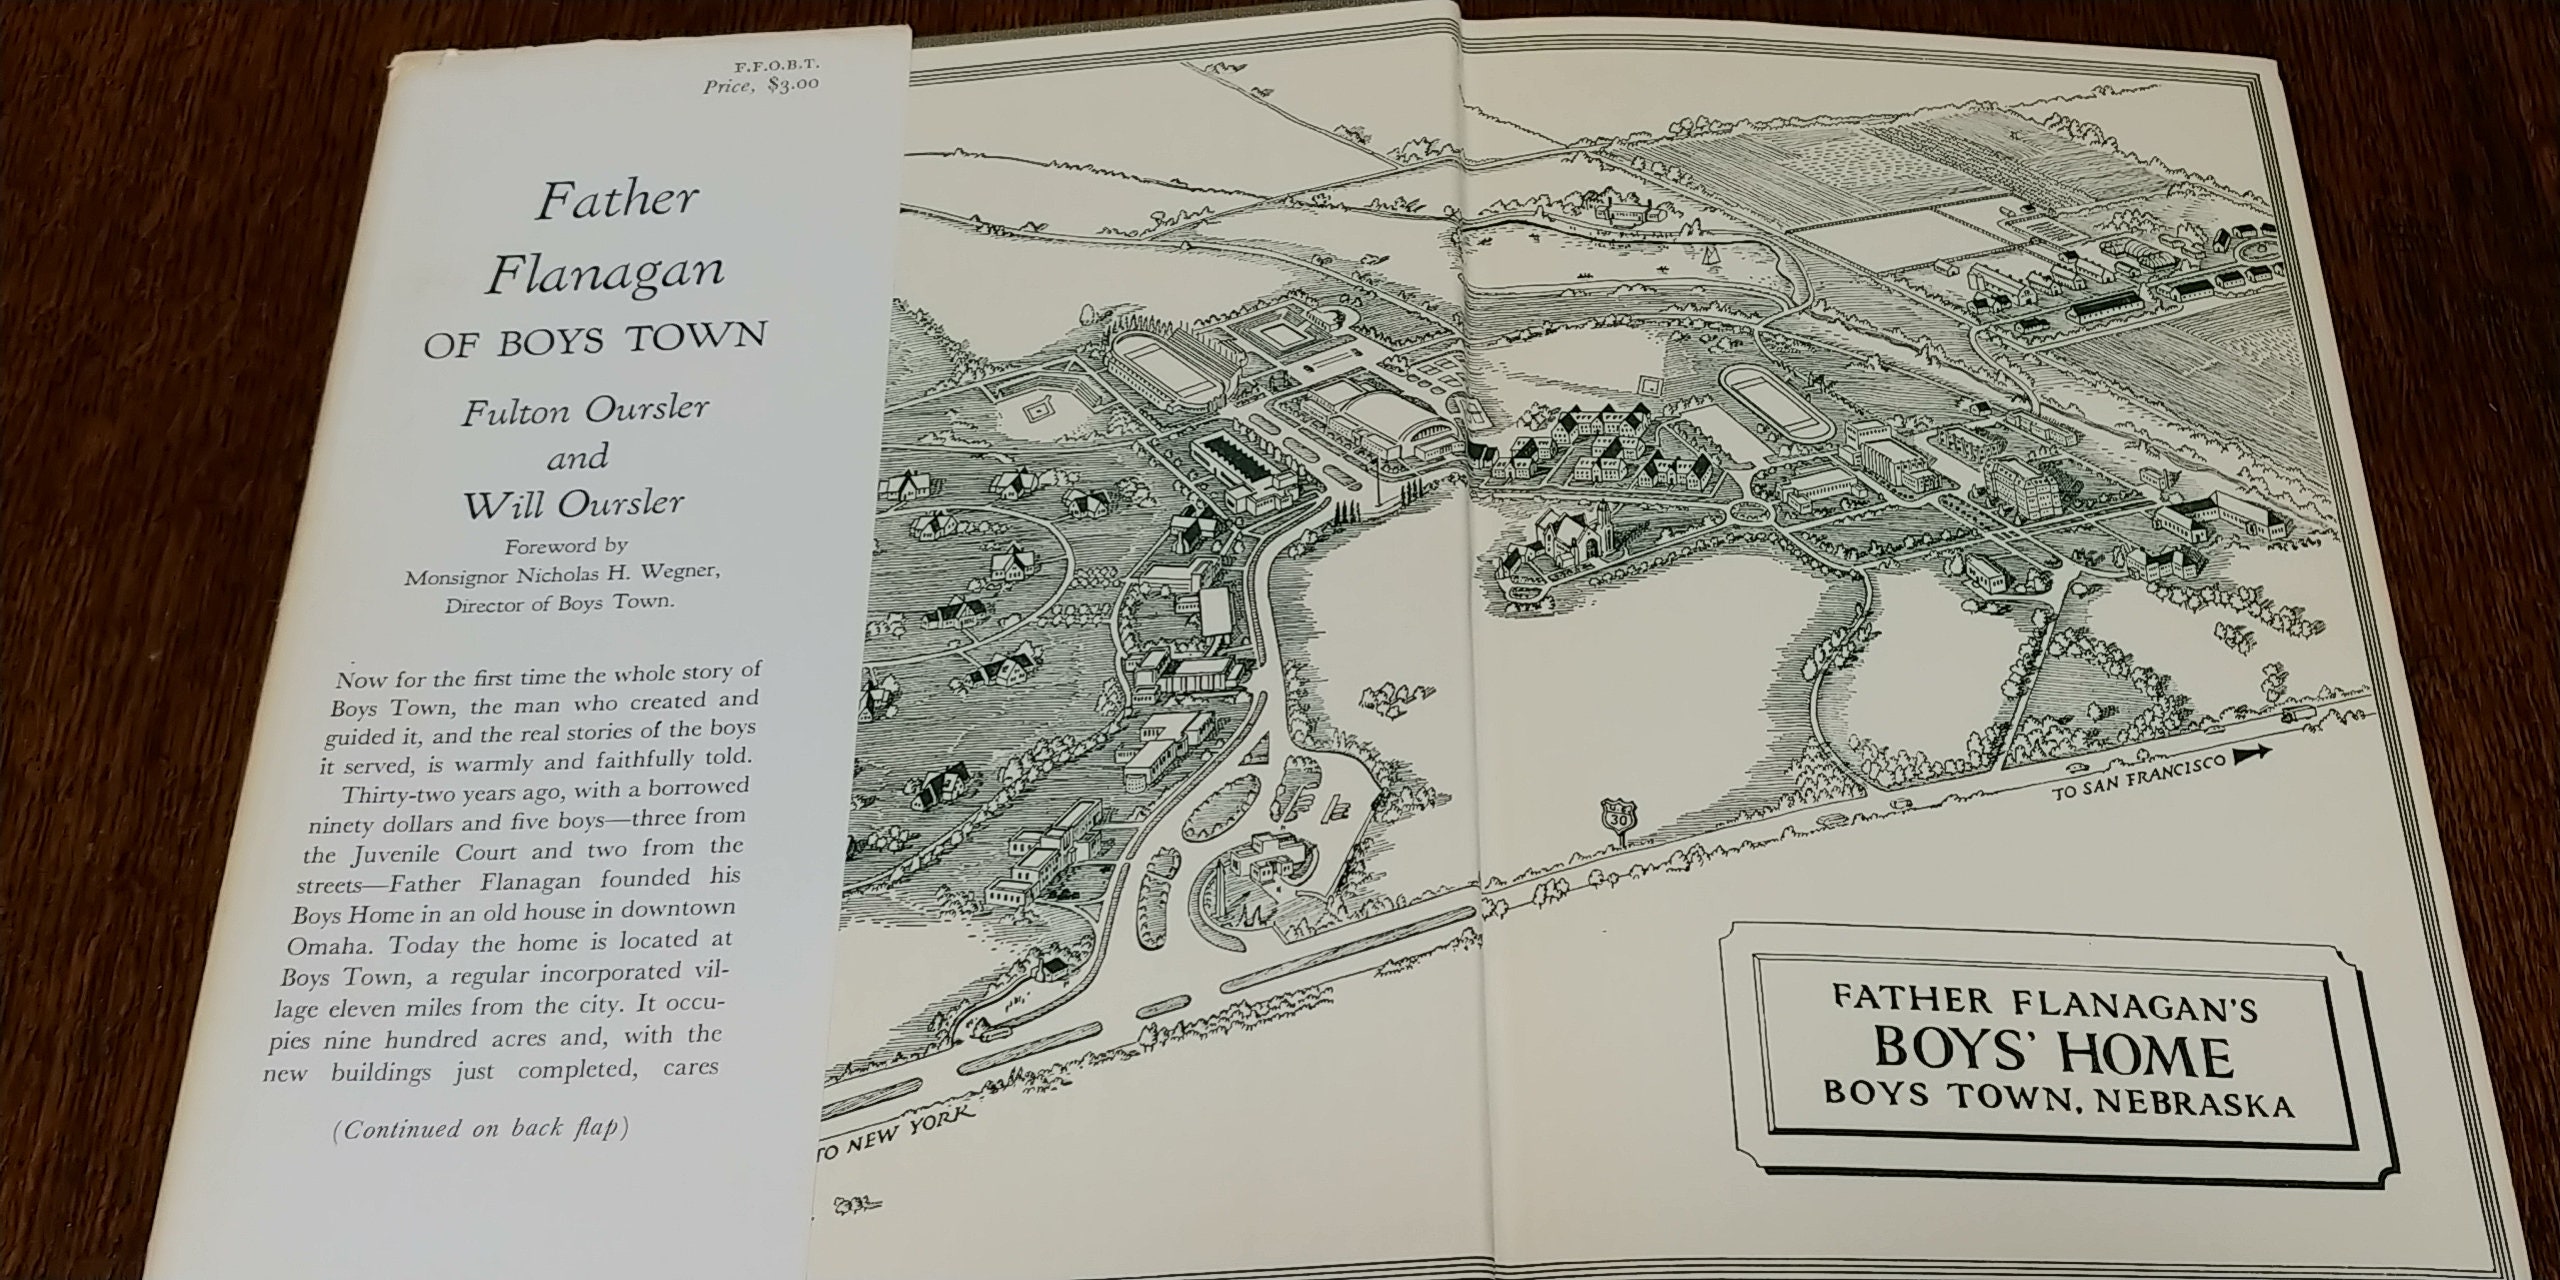 F.F.O.B.T.
Price, $3.00
Father
Flanagan
OF BOYS TOWN
Fulton Oursler
and
Will Oursler
Foreword by
Monsignor Nicholas H. Wegner,
Director of Boys Town.
Now for the first time the whole story of
Boys Town, the man who created and
guided it, and the real stories of the boys
it served, is warmly and faithfully told.
Thirty-two years ago, with a borrowed
ninety dollars and five boys—three from
the Juvenile Court and two from the
streets—Father Flanagan founded his
Boys Home in an old house in downtown
Omaha. Today the home is located at
Boys Town, a regular incorporated vil-
lage eleven miles from the city. It occu-
pies nine hundred acres and, with the
new buildings just completed, cares
(Continued on back flap)
TO NEW YORK
U S
30
TO SAN FRANCISCO
FATHER FLANAGAN'S
BOYS' HOME
BOYS TOWN, NEBRASKA